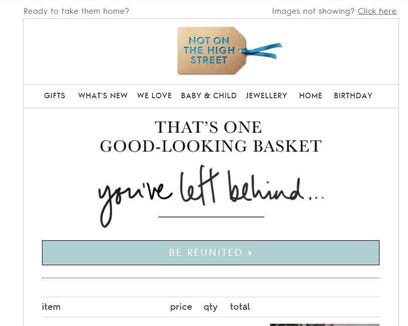 Ready to take them home?
Images not showing? Click here.
NOT ON
THE HIGH
STREET
GIFTS WHAT'S NEW WE LOVE BABY & CHILD JEWELLERY HOME BIRTHDAY
THAT'S ONE
GOOD-LOOKING BASKET
you've left behind...
BE REUNITED »
item price qty total